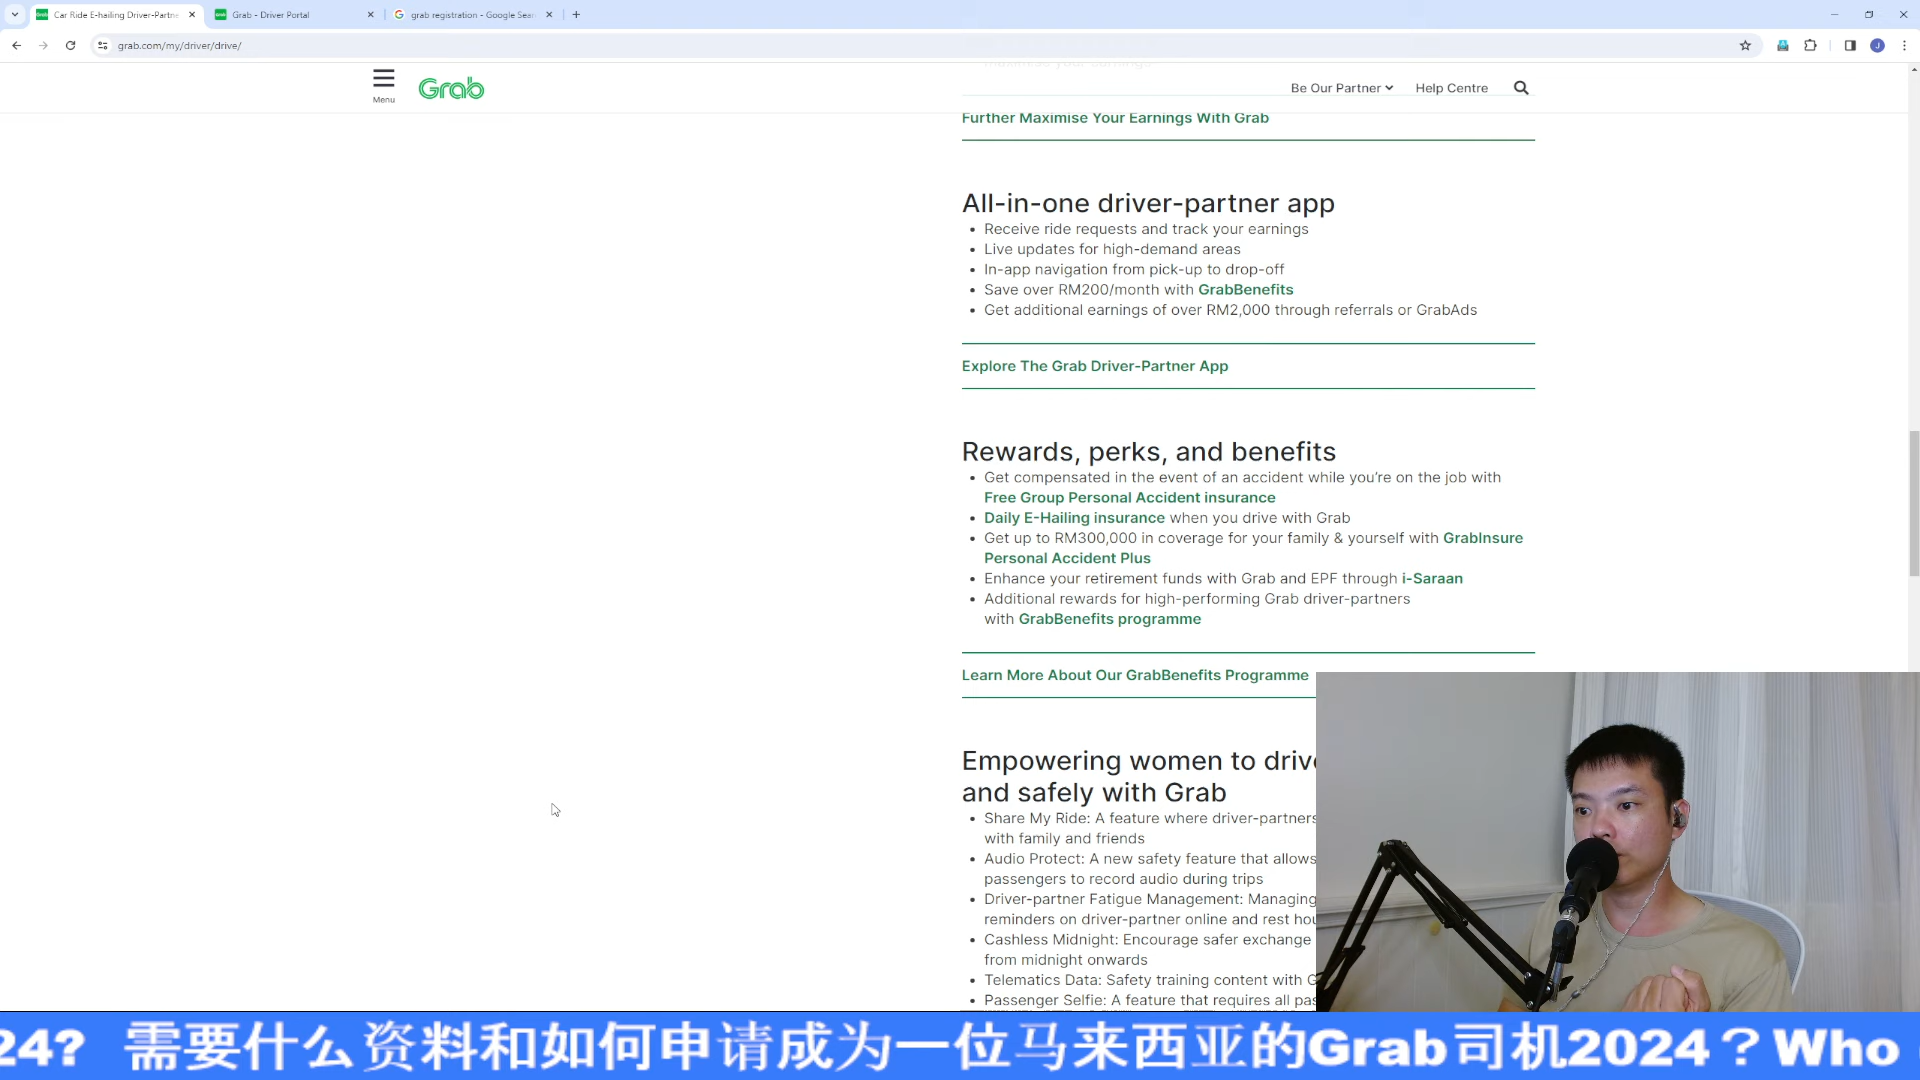 Car Ride E-hailing Driver-Partne
Grab - Driver Portal
grab registration - Google Sear
grab.com/my/driver/drive/
J
Menu
Grab
Be Our Partner
Help Centre
maximise your earnings
Further Maximise Your Earnings With Grab
All-in-one driver-partner app
Receive ride requests and track your earnings
Live updates for high-demand areas
In-app navigation from pick-up to drop-off
Save over RM200/month with GrabBenefits
Get additional earnings of over RM2,000 through referrals or GrabAds
Explore The Grab Driver-Partner App
Rewards, perks, and benefits
Get compensated in the event of an accident while you’re on the job with
Free Group Personal Accident insurance
Daily E-Hailing insurance when you drive with Grab
Get up to RM300,000 in coverage for your family & yourself with GrabInsure
Personal Accident Plus
Enhance your retirement funds with Grab and EPF through i-Saraan
Additional rewards for high-performing Grab driver-partners
with GrabBenefits programme
Learn More About Our GrabBenefits Programme
Empowering women to drive
and safely with Grab
Share My Ride: A feature where driver-partners
with family and friends
Audio Protect: A new safety feature that allows
passengers to record audio during trips
Driver-partner Fatigue Management: Managing
reminders on driver-partner online and rest hou
Cashless Midnight: Encourage safer exchange
from midnight onwards
Telematics Data: Safety training content with G
Passenger Selfie: A feature that requires all pas
24? 需要什么资料和如何申请成为一位马来西亚的Grab司机2024？Who